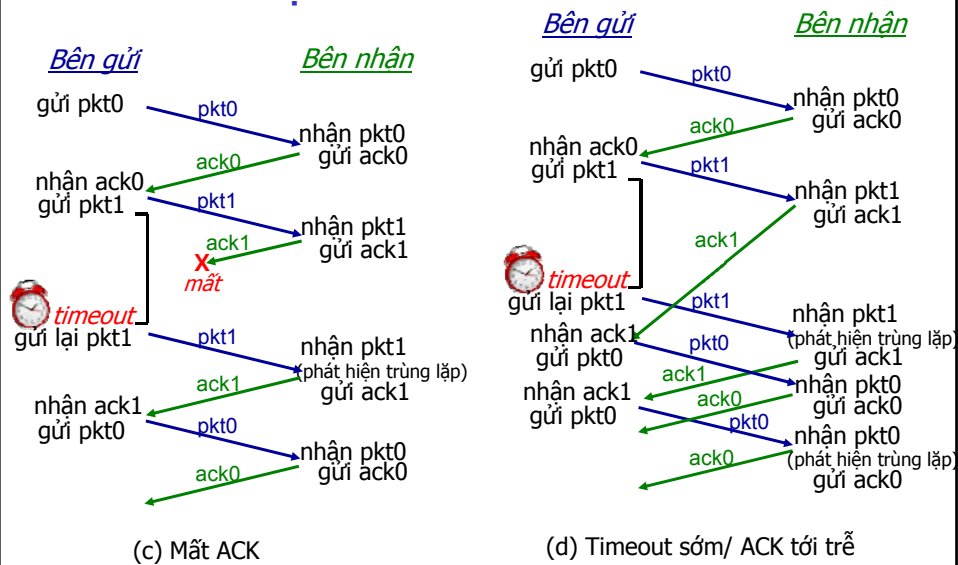 Bên gửi
Bên nhận
gửi pkt0
pkt0
nhận pkt0
gửi ack0
ack0
nhận ack0
gửi pkt1
pkt1
nhận pkt1
gửi ack1
ack1
X
mất
timeout
gửi lại pkt1
pkt1
nhận pkt1
(phát hiện trùng lặp)
gửi ack1
ack1
nhận ack1
gửi pkt0
pkt0
nhận pkt0
gửi ack0
ack0
(c) Mất ACK
Bên gửi
Bên nhận
gửi pkt0
pkt0
nhận pkt0
gửi ack0
ack0
nhận ack0
gửi pkt1
pkt1
nhận pkt1
gửi ack1
ack1
timeout
gửi lại pkt1
pkt1
nhận pkt1
(phát hiện trùng lặp)
gửi ack1
nhận ack1
gửi pkt0
pkt0
ack1
nhận pkt0
gửi ack0
nhận ack1
gửi pkt0
ack0
pkt0
nhận pkt0
(phát hiện trùng lặp)
gửi ack0
ack0
(d) Timeout sớm/ ACK tới trễ